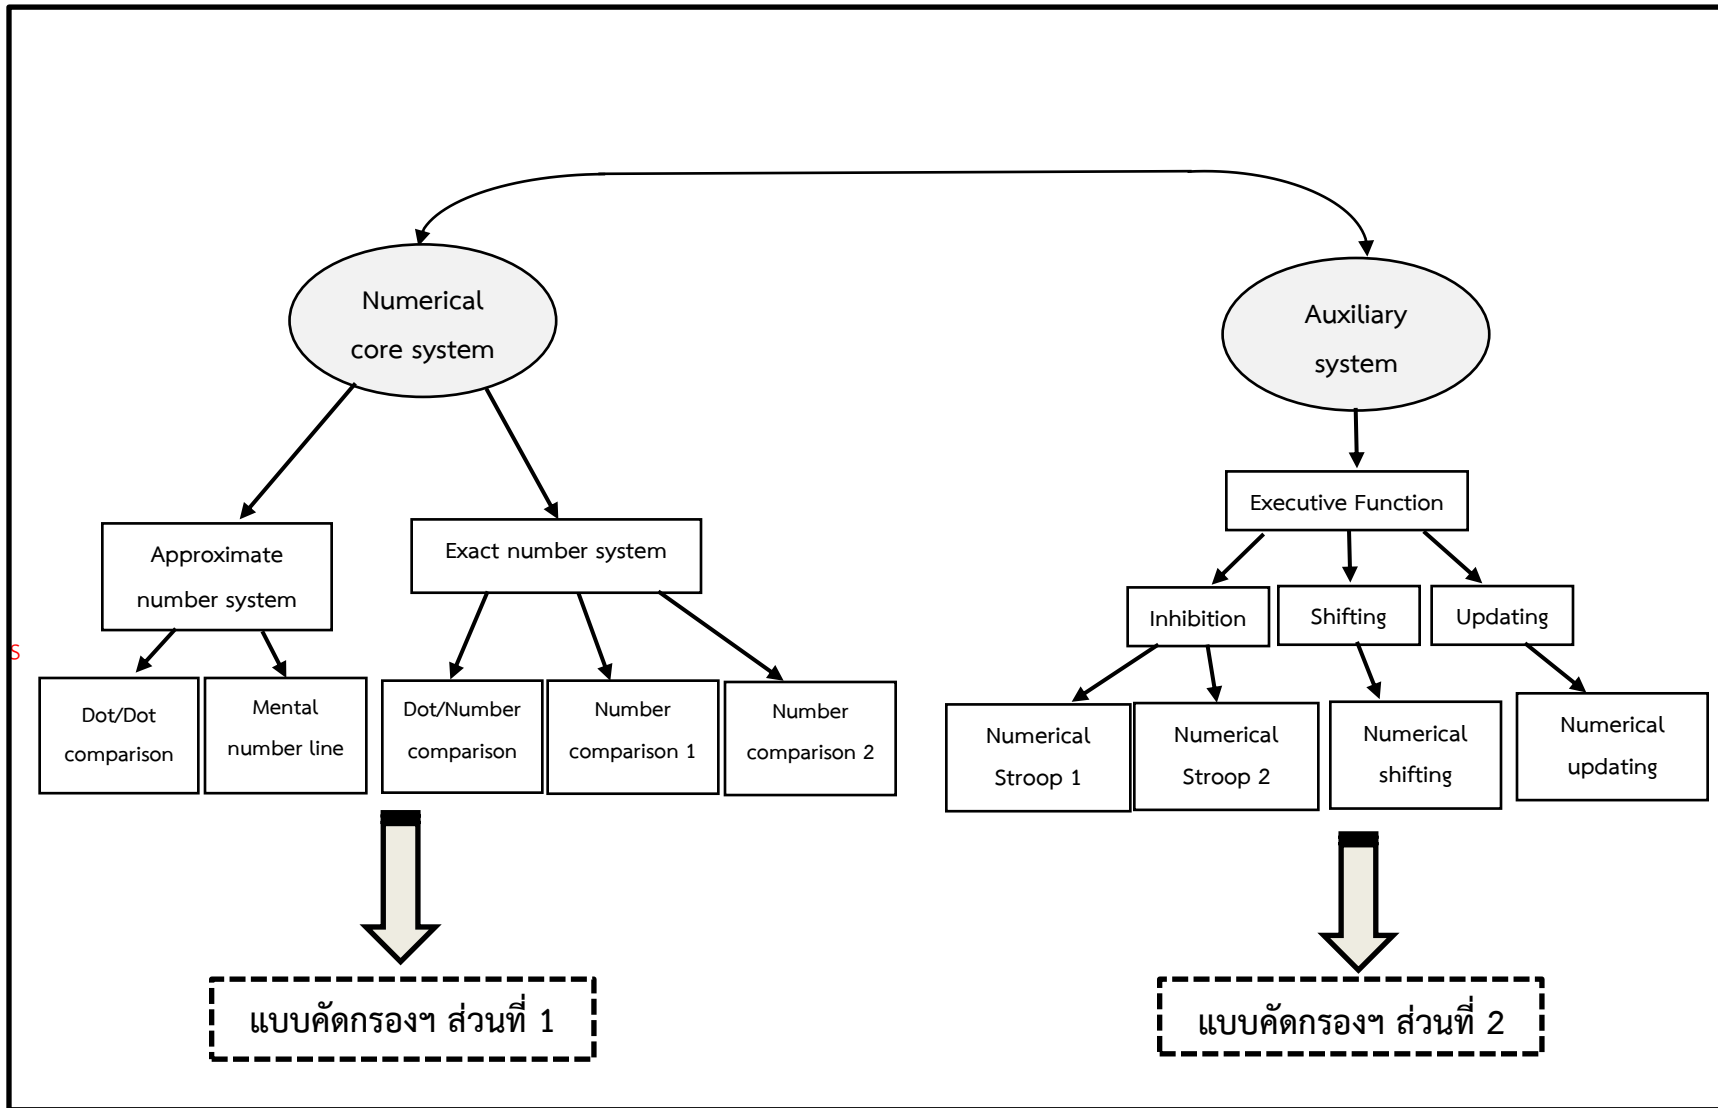 Numerical
core system
Auxiliary
system
Executive Function
Approximate
number system
Exact number system
Inhibition
Shifting
Updating
S
Dot/Dot
comparison
Mental
number line
Dot/Number
comparison
Number
comparison 1
Number
comparison 2
Numerical
Stroop 1
Numerical
Stroop 2
Numerical
shifting
Numerical
updating
แบบคัดกรองฯ ส่วนที่ 1
แบบคัดกรองฯ ส่วนที่ 2